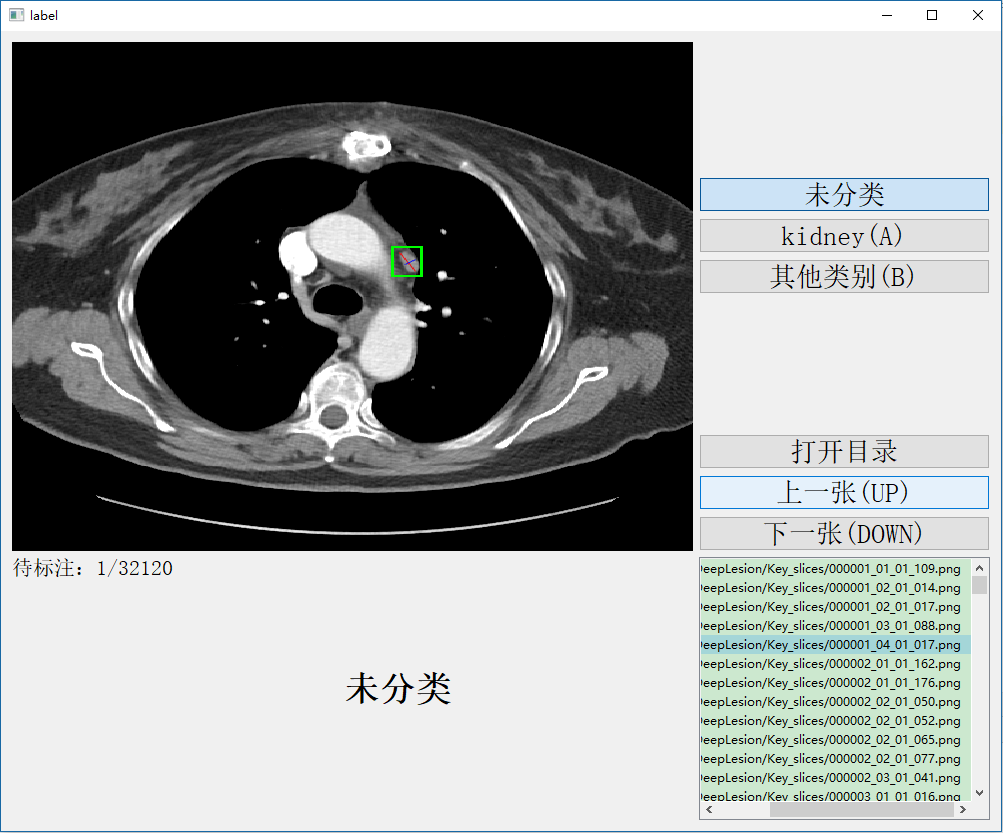 label
未分类
kidney(A)
其他类别(B)
打开目录
上一张(UP)
下一张(DOWN)
待标注：1/32120
未分类
eepLesion/Key_slices/000001_01_01_109.png
eepLesion/Key_slices/000001_02_01_014.png
eepLesion/Key_slices/000001_02_01_017.png
eepLesion/Key_slices/000001_03_01_088.png
eepLesion/Key_slices/000001_04_01_017.png
eepLesion/Key_slices/000002_01_01_162.png
eepLesion/Key_slices/000002_01_01_176.png
eepLesion/Key_slices/000002_02_01_050.png
eepLesion/Key_slices/000002_02_01_052.png
eepLesion/Key_slices/000002_02_01_065.png
eepLesion/Key_slices/000002_02_01_077.png
eepLesion/Key_slices/000002_03_01_041.png
eepLesion/Key_slices/000003_01_01_016.png